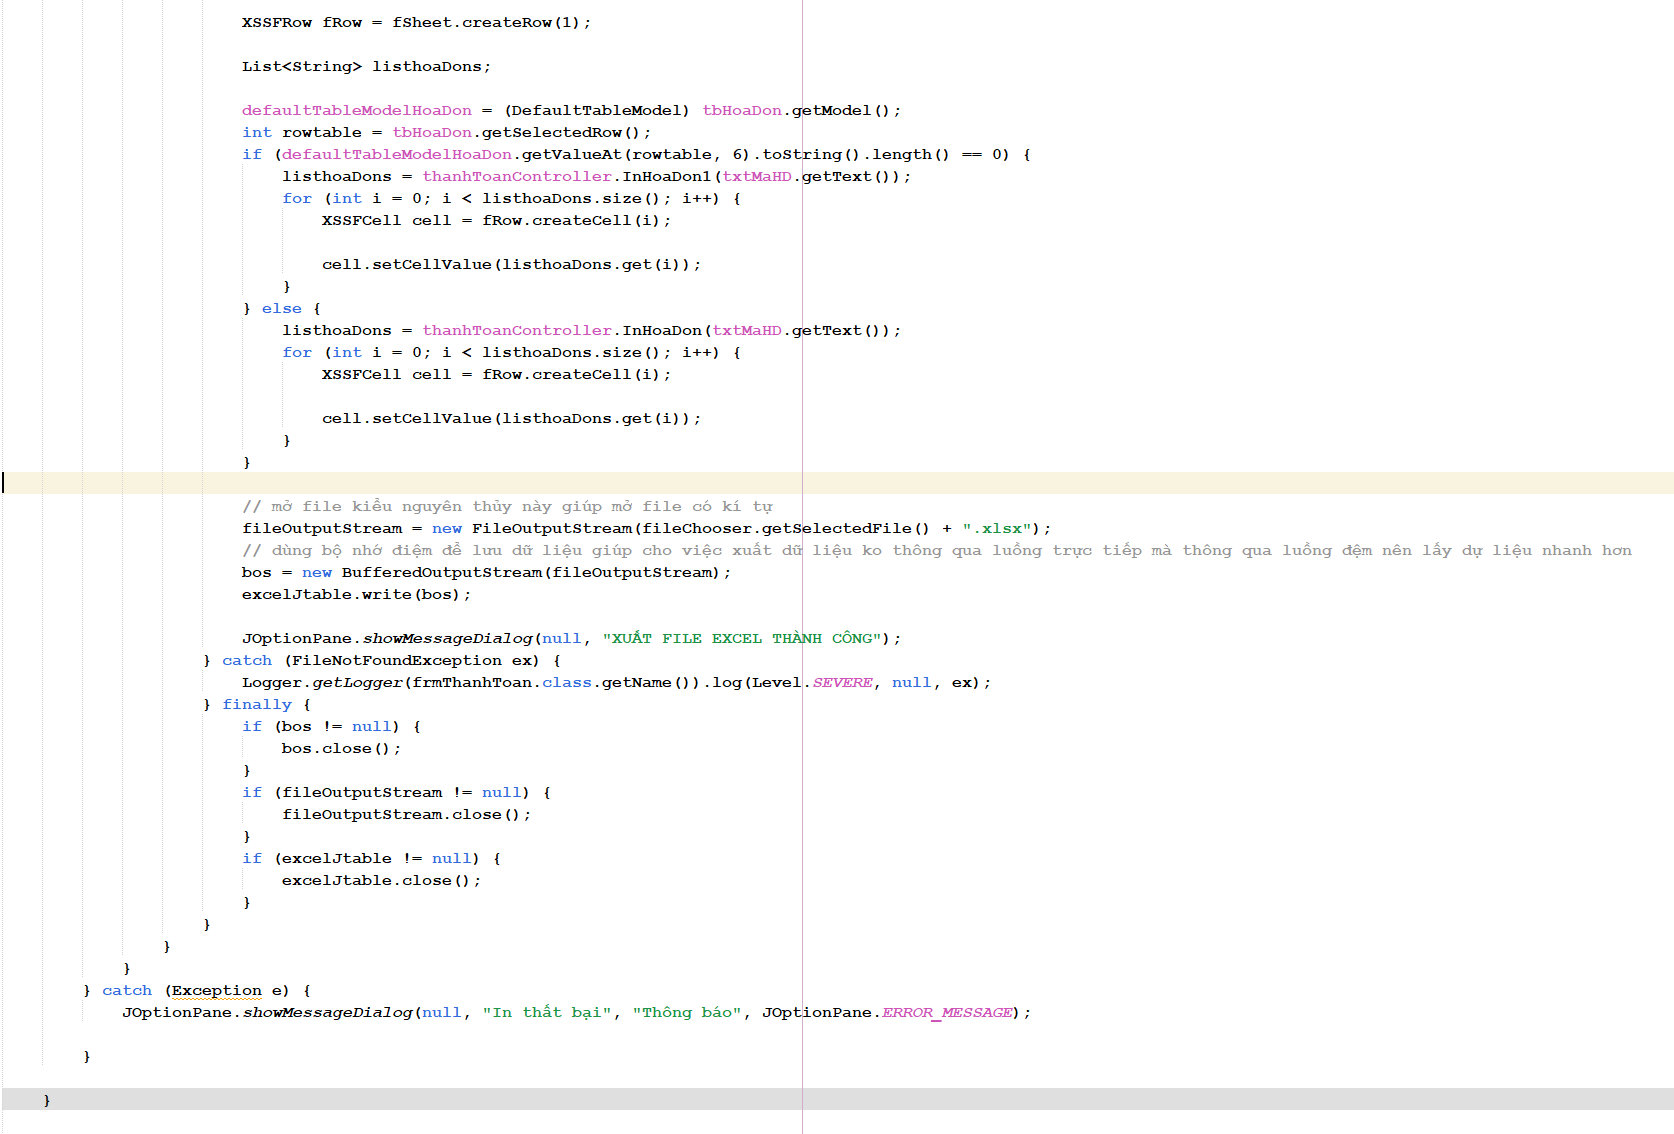 XSSFRow fRow = fSheet.createRow(1);
List<String> listhoaDons;
defaultTableModelHoaDon = (DefaultTableModel) tbHoaDon.getModel();
int rowtable = tbHoaDon.getSelectedRow();
if (defaultTableModelHoaDon.getValueAt(rowtable, 6).toString().length() == 0) {
listhoaDons = thanhToanController.InHoaDon1(txtMaHD.getText());
for (int i = 0; i < listhoaDons.size(); i++) {
XSSFCell cell = fRow.createCell(i);
cell.setCellValue(listhoaDons.get(i));
}
} else {
listhoaDons = thanhToanController.InHoaDon(txtMaHD.getText());
for (int i = 0; i < listhoaDons.size(); i++) {
XSSFCell cell = fRow.createCell(i);
cell.setCellValue(listhoaDons.get(i));
}
}
// mở file kiểu nguyên thủy này giúp mở file có kí tự
fileOutputStream = new FileOutputStream(fileChooser.getSelectedFile() + ".xlsx");
// dùng bộ nhớ điệm để lưu dữ liệu giúp cho việc xuất dữ liệu ko thông qua luồng trực tiếp mà thông qua luồng đệm nên lấy dự liệu nhanh hơn
bos = new BufferedOutputStream(fileOutputStream);
excelJtable.write(bos);
JOptionPane.showMessageDialog(null, "XUẤT FILE EXCEL THÀNH CÔNG");
} catch (FileNotFoundException ex) {
Logger.getLogger(frmThanhToan.class.getName()).log(Level.SEVERE, null, ex);
} finally {
if (bos != null) {
bos.close();
}
if (fileOutputStream != null) {
fileOutputStream.close();
}
if (excelJtable != null) {
excelJtable.close();
}
}
}
}
} catch (Exception e) {
JOptionPane.showMessageDialog(null, "In thất bại", "Thông báo", JOptionPane.ERROR_MESSAGE);
}
}